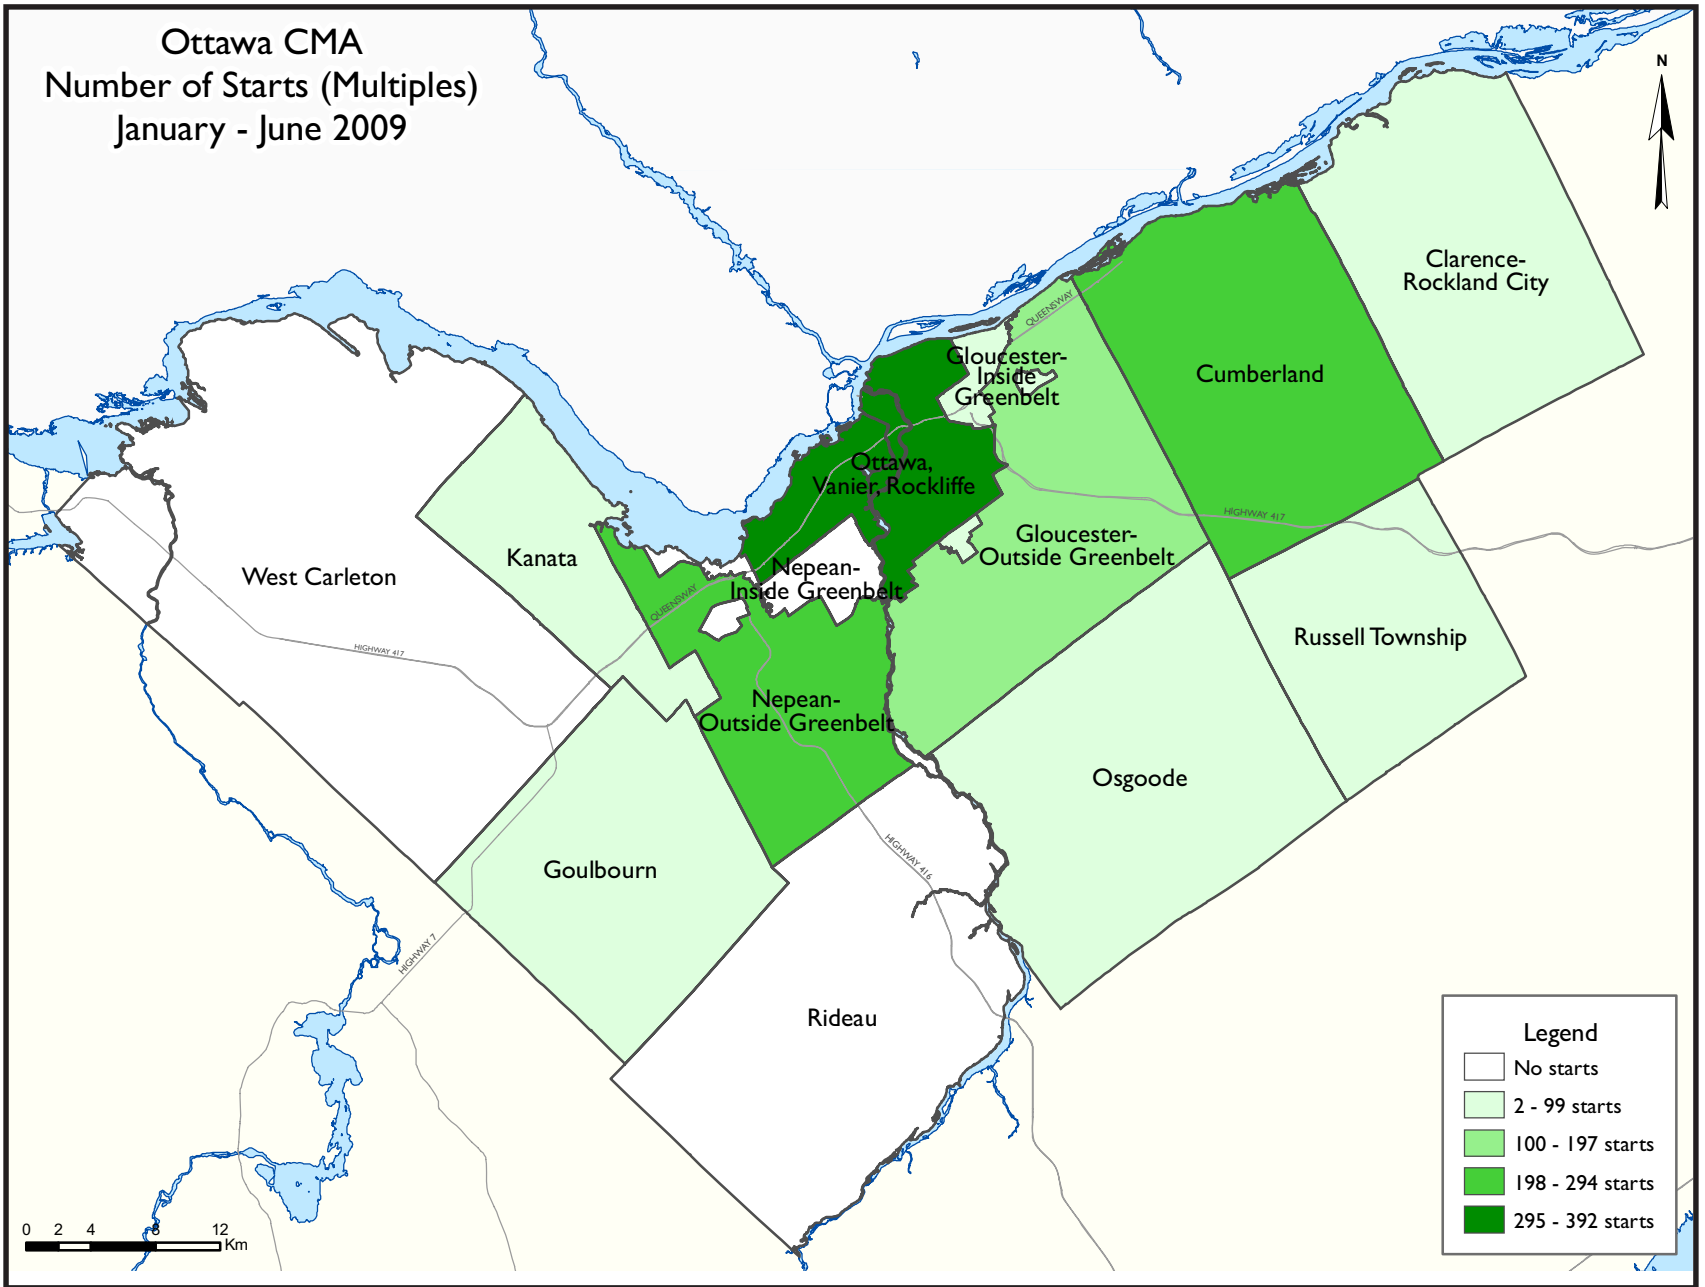 Ottawa CMA
Number of Starts (Multiples)
January - June 2009
N
Clarence-
Rockland City
QUEENSWAY
Gloucester-
Inside
Greenbelt
Cumberland
Ottawa,
Vanier, Rockliffe
HIGHWAY 417
Gloucester-
Outside Greenbelt
Kanata
West Carleton
Nepean-
Inside Greenbelt
QUEENSWAY
Russell Township
HIGHWAY 417
Nepean-
Outside Greenbelt
Osgoode
HIGHWAY 416
Goulbourn
HIGHWAY 7
Rideau
Legend
No starts
2 - 99 starts
100 - 197 starts
198 - 294 starts
295 - 392 starts
0 2 4 8 12
Km